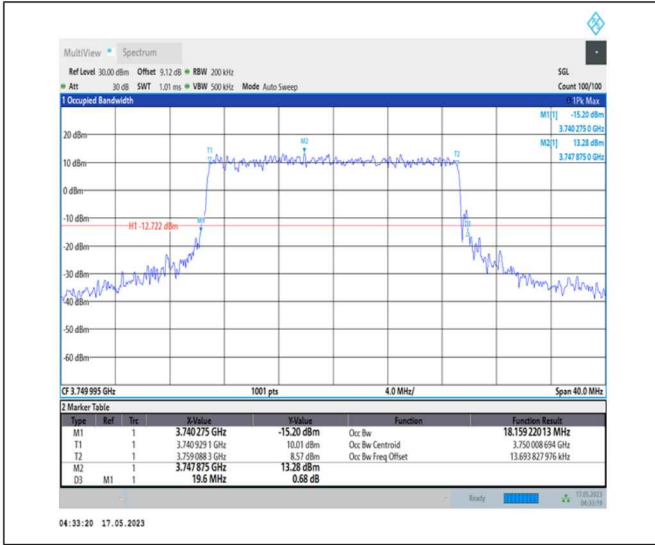 MultiView Spectrum
Ref Level 30.00 dBm Offset 9.12 dB RBW 200 kHz SGL
Att 30 dB SWT 1.01 ms VBW 500 kHz Mode Auto Sweep Count 100/100
1 Occupied Bandwidth 1Pk Max
M1[1] -15.20 dBm
3.740 275 0 GHz
M2[1] 13.28 dBm
3.747 875 0 GHz
20 dBm
T1 M2 T2
10 dBm
0 dBm
-10 dBm
M1
H1 -12.722 dBm
-20 dBm
-30 dBm
-40 dBm
-50 dBm
-60 dBm
CF 3.749 995 GHz 1001 pts 4.0 MHz/ Span 40.0 MHz
2 Marker Table
Type Ref Trc X-Value Y-Value Function Function Result
M1 1 3.740 275 GHz -15.20 dBm Occ Bw 18.159 220 13 MHz
T1 1 3.740 929 1 GHz 10.01 dBm Occ Bw Centroid 3.750 008 694 GHz
T2 1 3.759 088 3 GHz 8.57 dBm Occ Bw Freq Offset 13.693 827 976 kHz
M2 1 3.747 875 GHz 13.28 dBm
D3 M1 1 19.6 MHz 0.68 dB
Ready 17.05.2023
04:33:19
04:33:20 17.05.2023